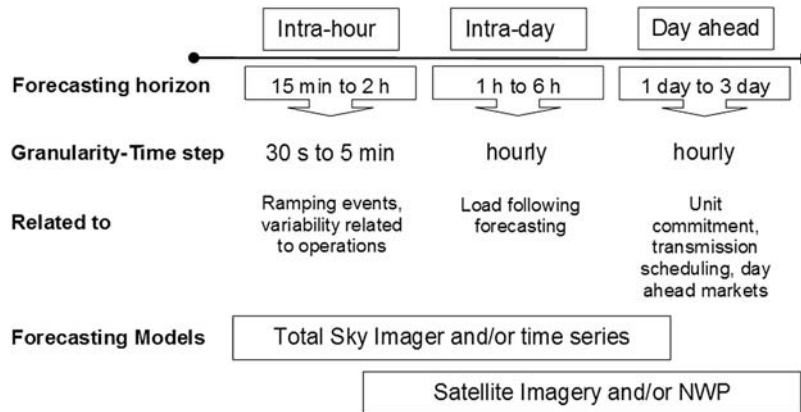 Intra-hour Intra-day Day ahead
Forecasting horizon 15 min to 2 h 1 h to 6 h 1 day to 3 day
Granularity-Time step 30 s to 5 min hourly hourly
Related to
Ramping events,
variability related
to operations
Load following
forecasting
Unit
commitment,
transmission
scheduling, day
ahead markets
Forecasting Models Total Sky Imager and/or time series
Satellite Imagery and/or NWP